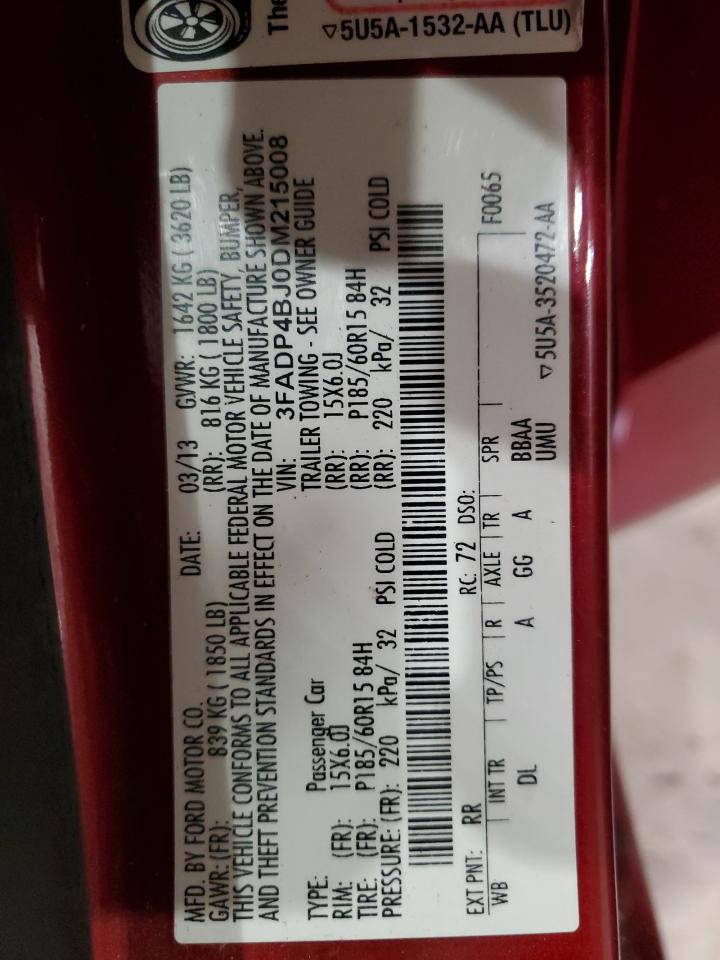 The
▽5U5A-1532-AA (TLU)
MFD. BY FORD MOTOR CO. DATE: 03/13 GVWR: 1642 KG ( 3620 LB)
GAWR: (FR): 839 KG ( 1850 LB) (RR): 816 KG ( 1800 LB)
THIS VEHICLE CONFORMS TO ALL APPLICABLE FEDERAL MOTOR VEHICLE SAFETY, BUMPER,
AND THEFT PREVENTION STANDARDS IN EFFECT ON THE DATE OF MANUFACTURE SHOWN ABOVE.
VIN: 3FADP4BJ0DM215008
TYPE: Passenger Car TRAILER TOWING - SEE OWNER GUIDE
RIM: (FR): 15X6.0J (RR): 15X6.0J
TIRE: (FR): P185/60R15 84H (RR): P185/60R15 84H
PRESSURE: (FR): 220 kPa/ 32 PSI COLD (RR): 220 kPa/ 32 PSI COLD
EXT PNT: RR RC: 72 DSO: F0065
WB INT TR TP/PS R AXLE TR SPR
DL A GG A BBAA
UMU
▽5U5A-3520472-AA